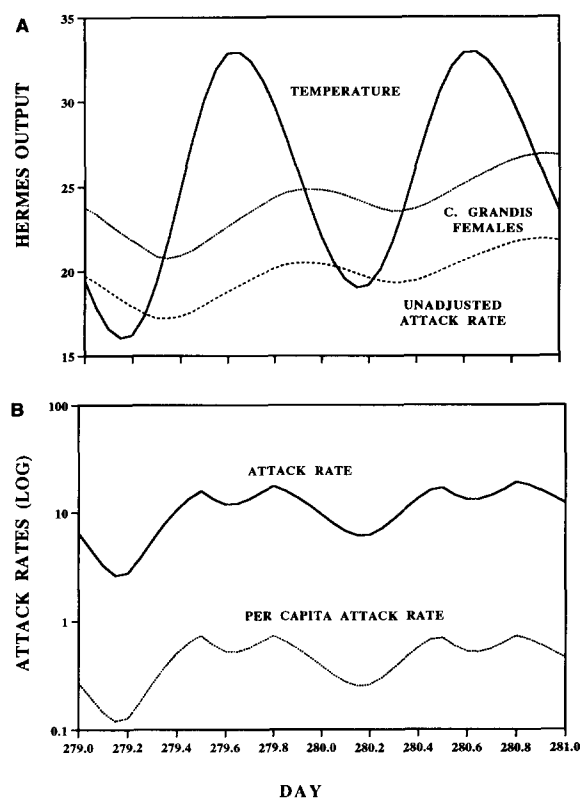 A
35
30
25
20
15
HERMES OUTPUT
TEMPERATURE
C. GRANDIS
FEMALES
UNADJUSTED
ATTACK RATE
B
100
10
1
0.1
ATTACK RATES (LOG)
ATTACK RATE
PER CAPITA ATTACK RATE
279.0 279.2 279.4 279.6 279.8 280.0 280.2 280.4 280.6 280.8 281.0
DAY